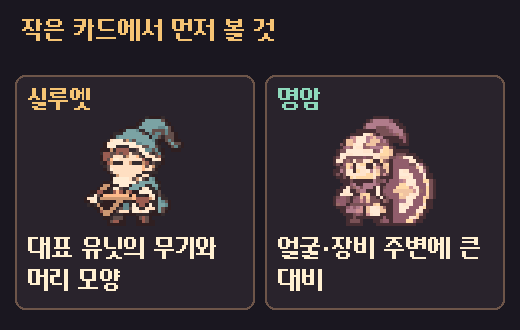 작은 카드에서 먼저 볼 것
실루엣
대표 유닛의 무기와
머리 모양
명암
얼굴·장비 주변에 큰
대비